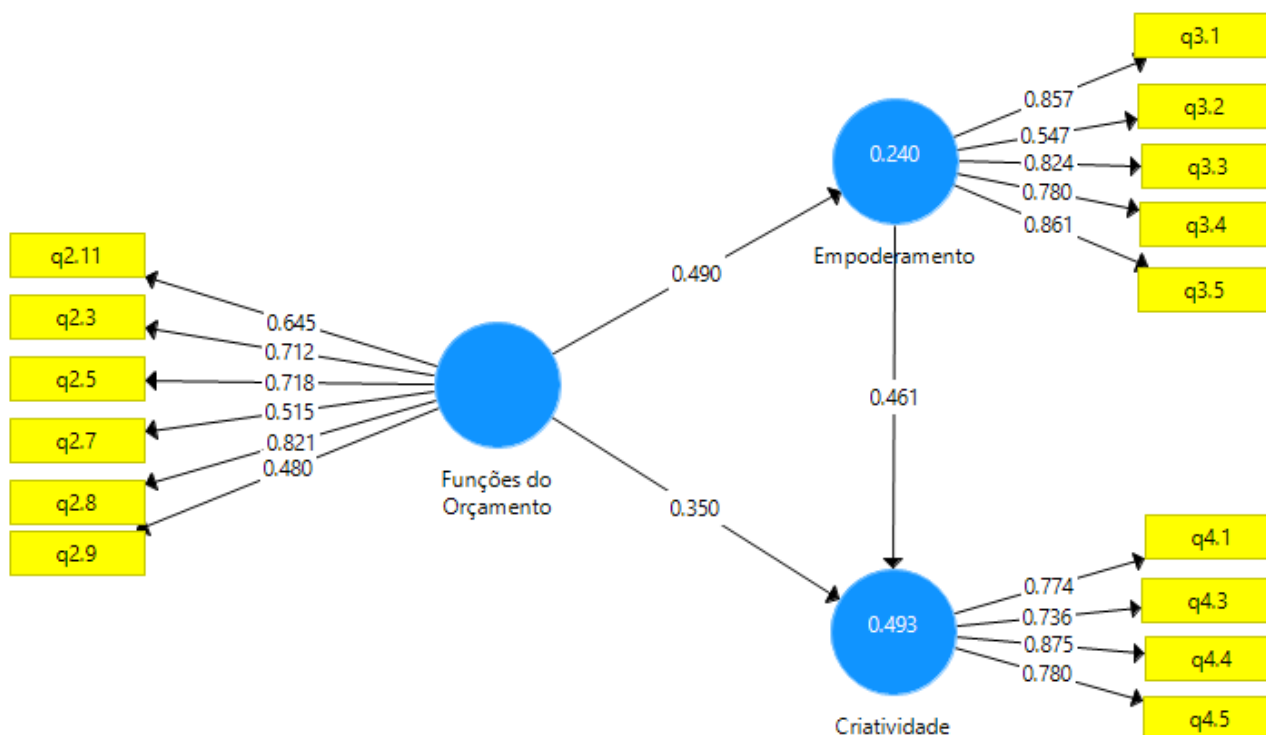 q3.1
0.857
q3.2
0.547
0.240
0.824
q3.3
0.780
q3.4
0.861
q2.11
Empoderamento
0.490
q3.5
q2.3
0.645
0.712
q2.5
0.718
0.461
0.515
q2.7
0.821
0.480
q2.8
Funções do
Orçamento
0.350
q2.9
q4.1
0.774
0.736
q4.3
0.493
0.875
q4.4
0.780
Criatividade
q4.5